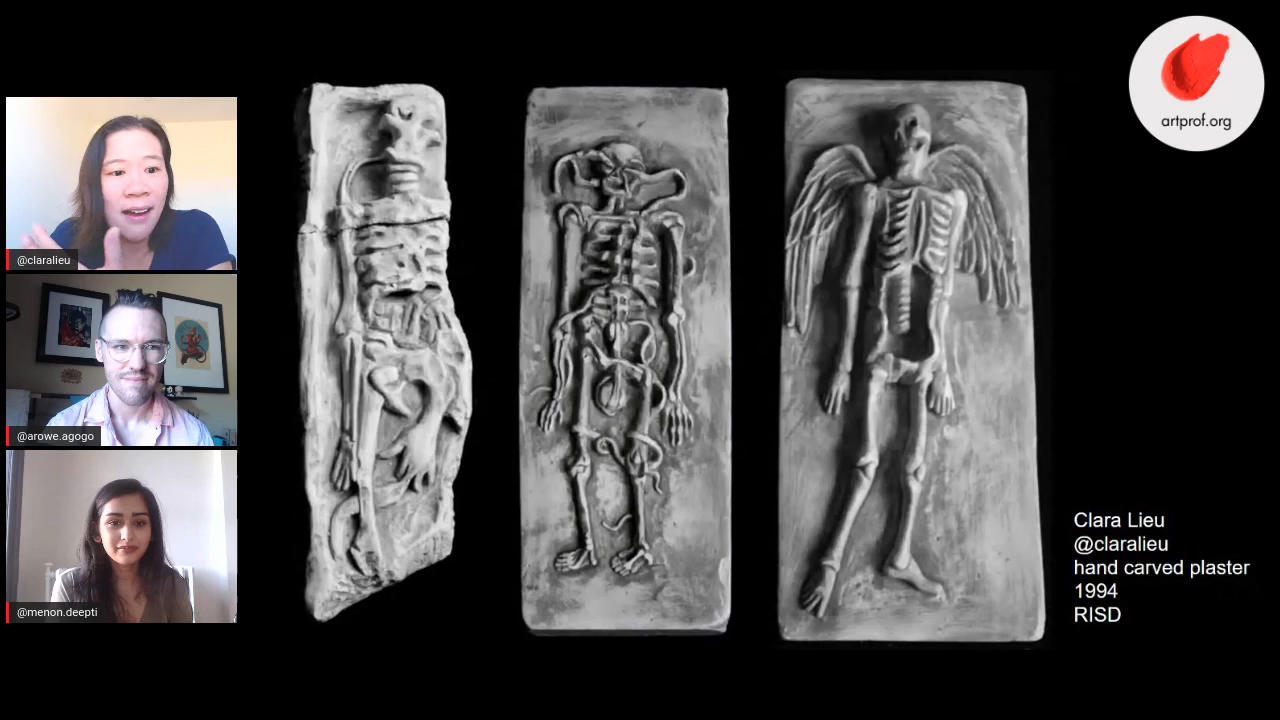 artprof.org
@claralieu
@arowe.agogo
@menon.deepti
Clara Lieu
@claralieu
hand carved plaster
1994
RISD